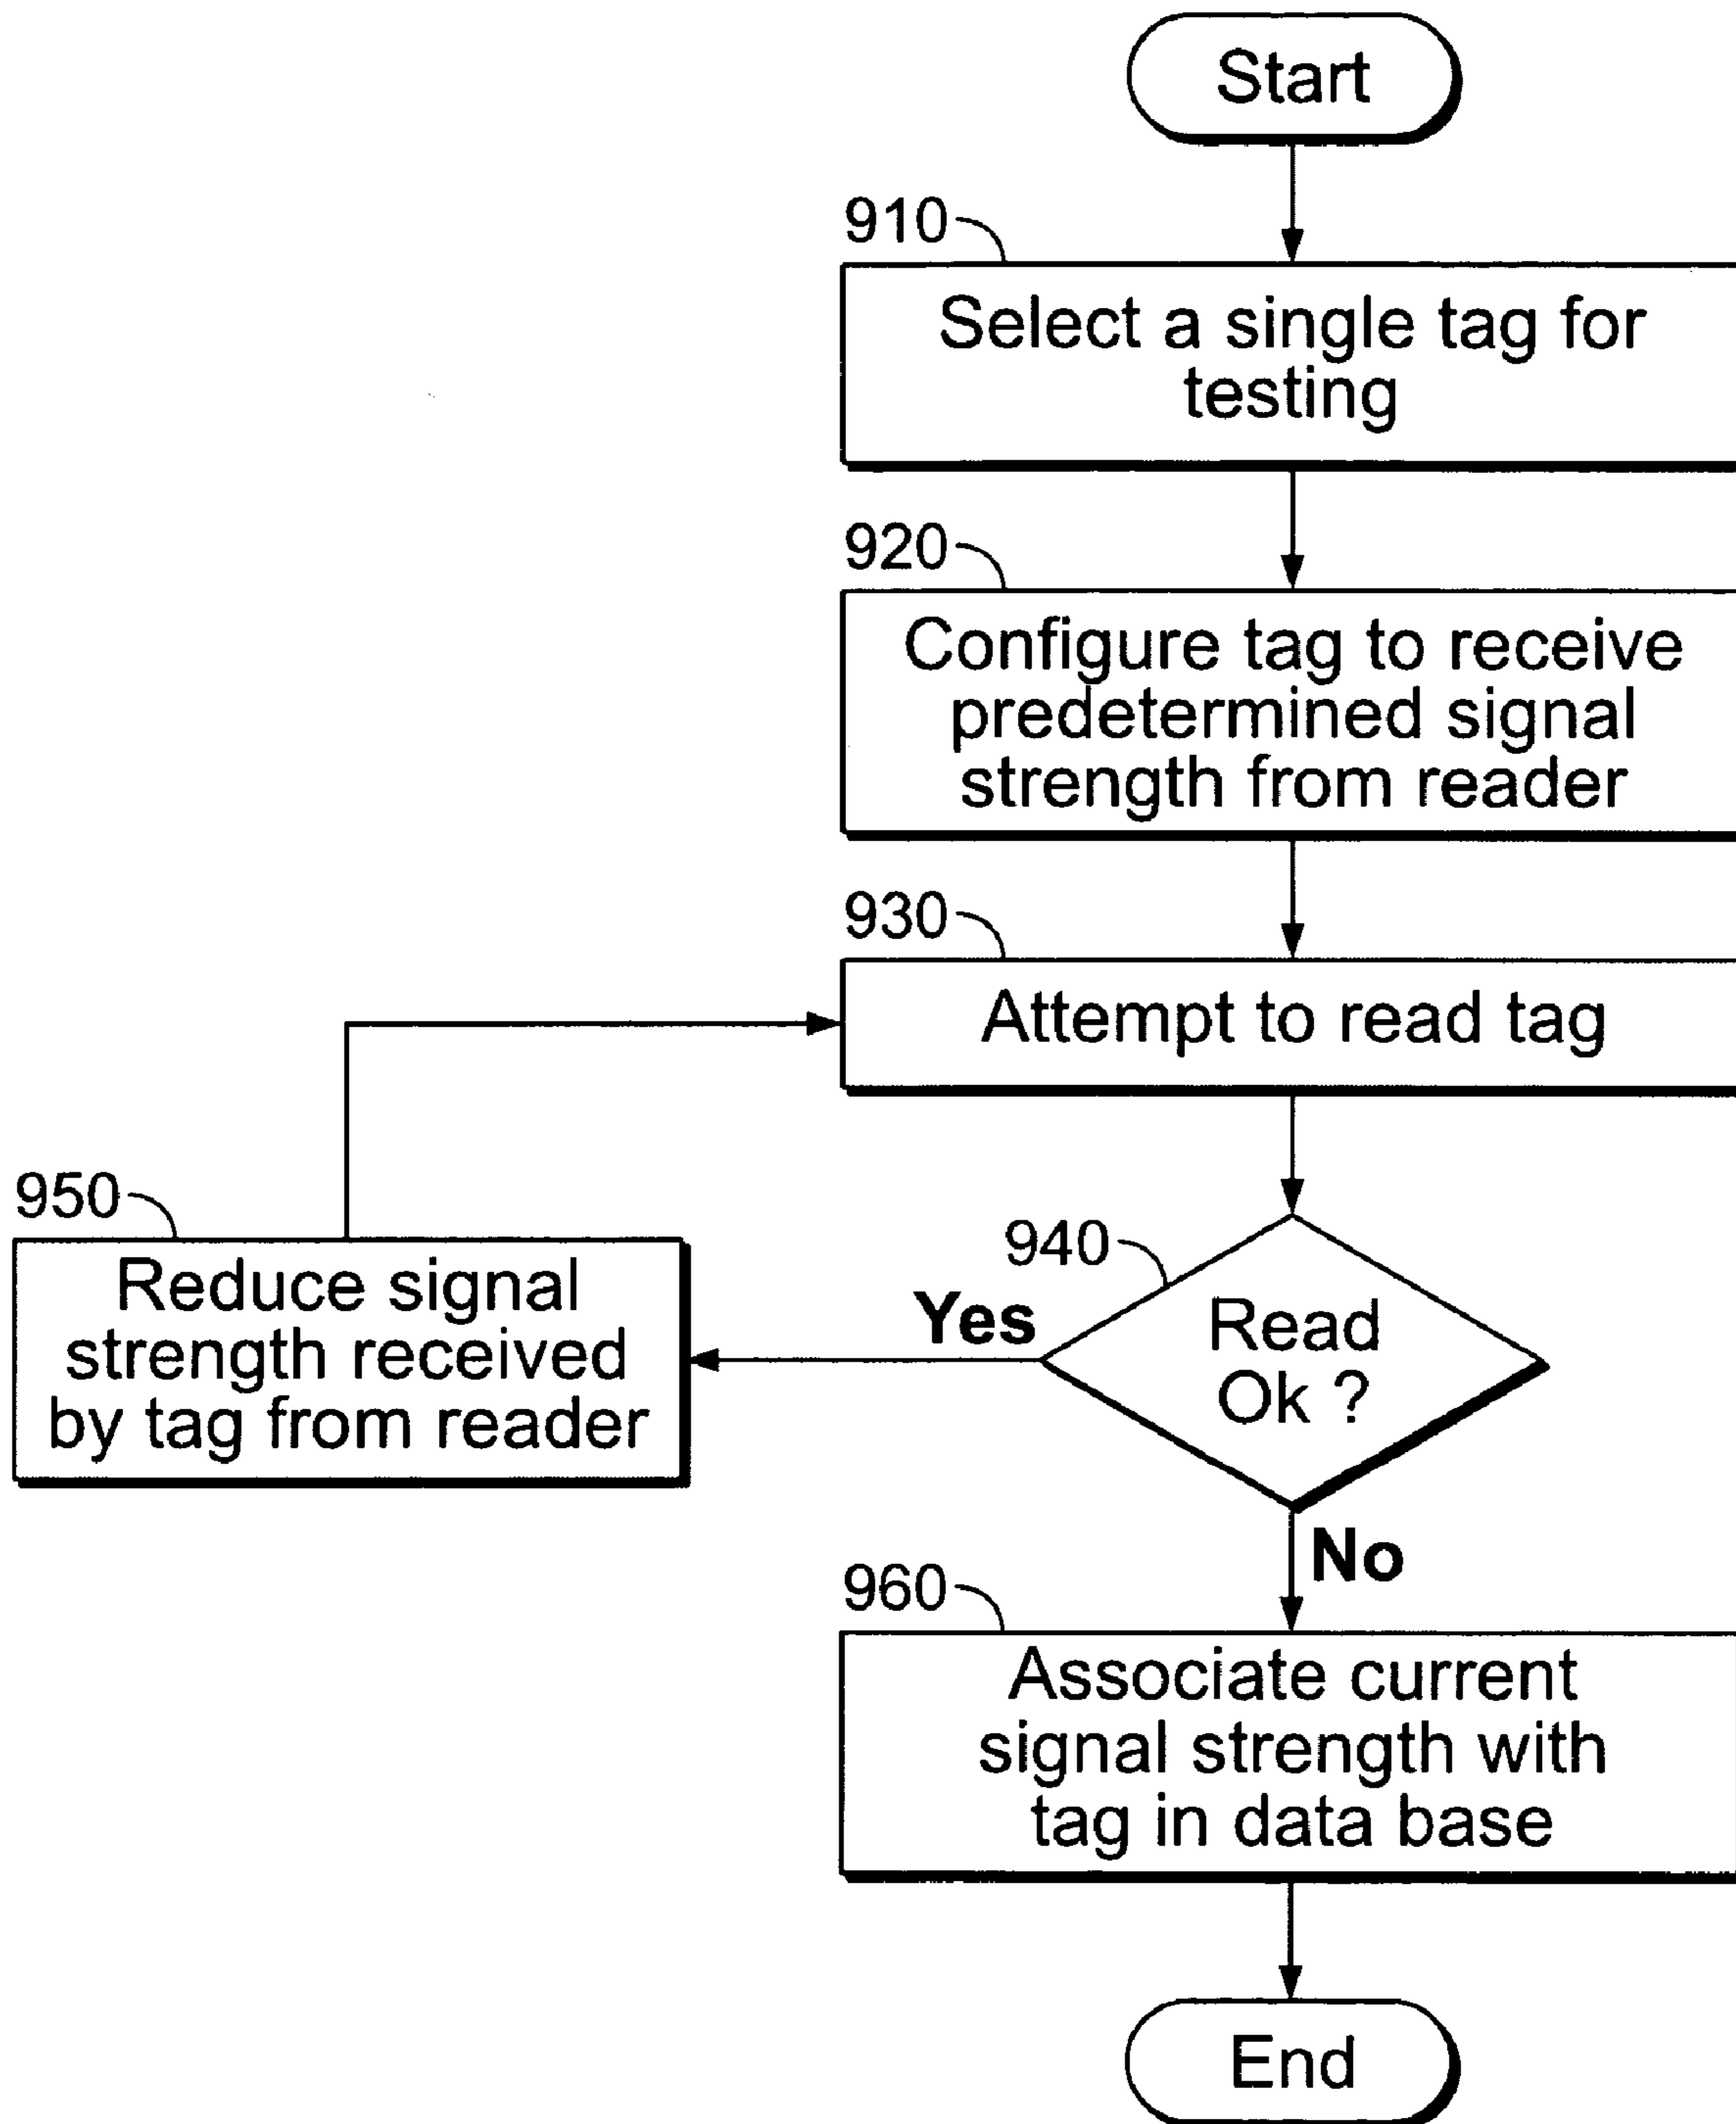 Start
910
Select a single tag for
testing
920
Configure tag to receive
predetermined signal
strength from reader
930
Attempt to read tag
940
Read
Ok ?
Yes
950
Reduce signal
strength received
by tag from reader
No
960
Associate current
signal strength with
tag in data base
End